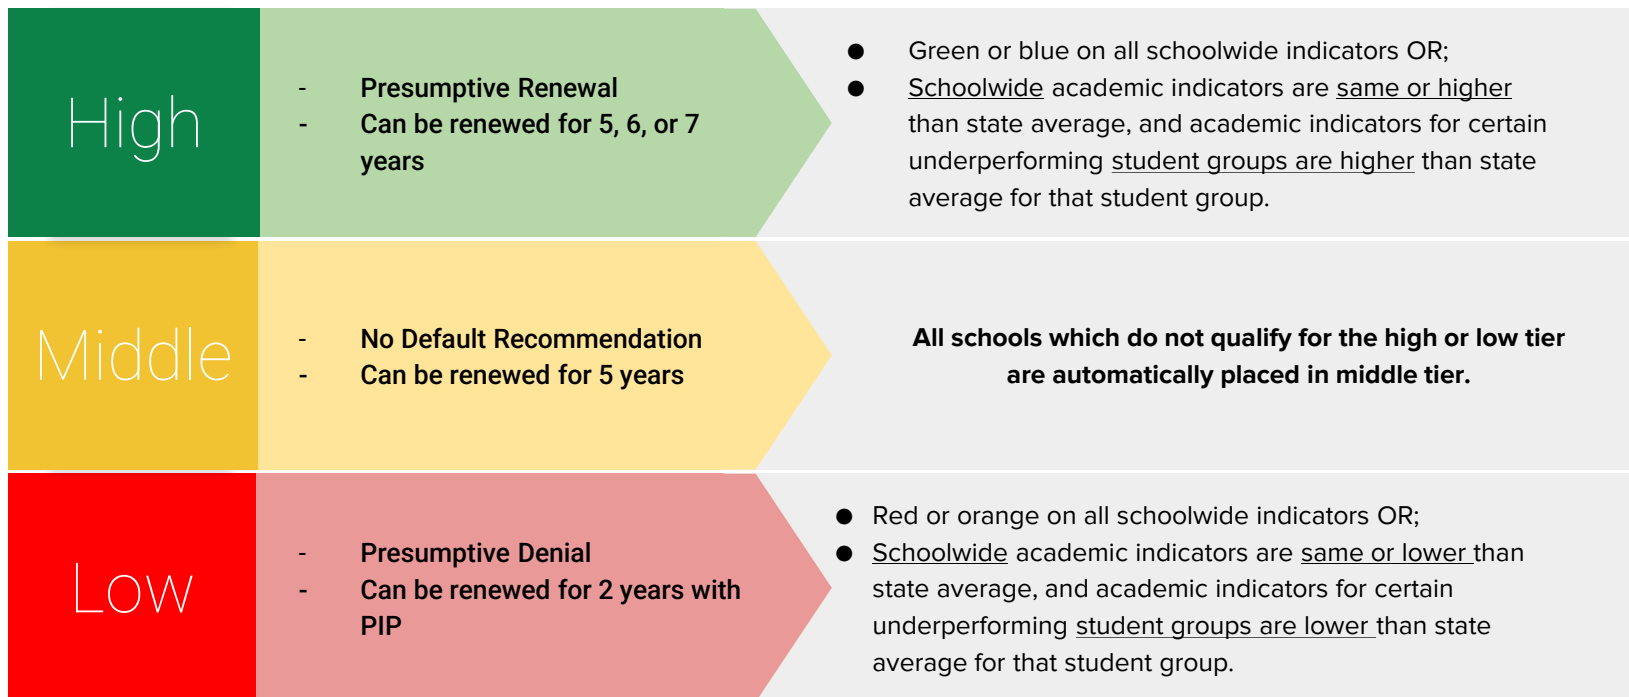 High
- Presumptive Renewal
- Can be renewed for 5, 6, or 7
years
● Green or blue on all schoolwide indicators OR;
● Schoolwide academic indicators are same or higher
than state average, and academic indicators for certain
underperforming student groups are higher than state
average for that student group.
Middle
- No Default Recommendation
- Can be renewed for 5 years
All schools which do not qualify for the high or low tier
are automatically placed in middle tier.
Low
- Presumptive Denial
- Can be renewed for 2 years with
PIP
● Red or orange on all schoolwide indicators OR;
● Schoolwide academic indicators are same or lower than
state average, and academic indicators for certain
underperforming student groups are lower than state
average for that student group.